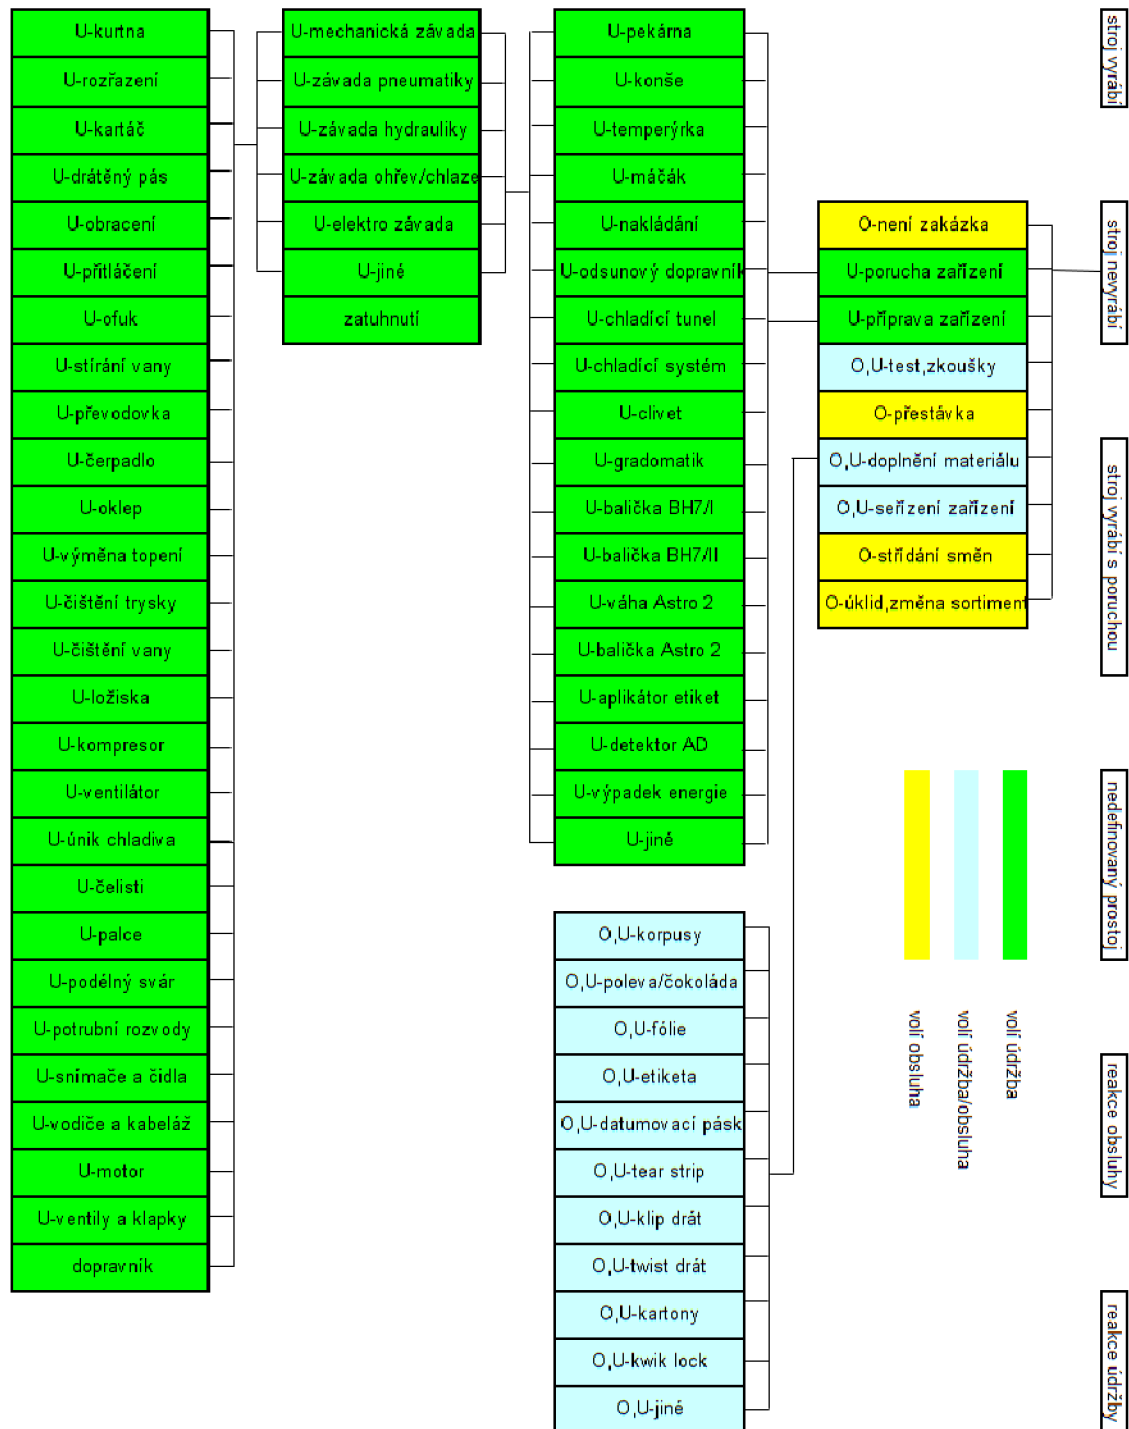 U-kurtna
U-rozřazení
U-kartáč
U-drátěný pás
U-obracení
U-přitláčení
U-ofuk
U-stírání vany
U-převodovka
U-čerpadlo
U-oklep
U-výměna topení
U-čištění trysky
U-čištění vany
U-ložiska
U-kompresor
U-ventilátor
U-únik chladiva
U-čelisti
U-palce
U-podélný svár
U-potrubní rozvody
U-snímače a čidla
U-vodiče a kabeláž
U-motor
U-ventily a klapky
dopravník
U-mechanická závada
U-závada pneumatiky
U-závada hydrauliky
U-závada ohřev/chlaze
U-elektro závada
U-jiné
zatuhnutí
U-pekárna
U-konše
U-temperýrka
U-máčák
U-nakládání
U-odsunový dopravník
U-chladící tunel
U-chladící systém
U-clivet
U-gradomatik
U-balička BH7/I
U-balička BH7/II
U-váha Astro 2
U-balička Astro 2
U-aplikátor etiket
U-detektor AD
U-výpadek energie
U-jiné
O,U-korpusy
O,U-poleva/čokoláda
O,U-fólie
O,U-etiketa
O,U-datumovací pásk
O,U-tear strip
O,U-klip drát
O,U-twist drát
O,U-kartony
O,U-kwik lock
O,U-jiné
O-není zakázka
U-porucha zařízení
U-příprava zařízení
O,U-test,zkoušky
O-přestávka
O,U-doplnění materiálu
O,U-seřízení zařízení
O-střídání směn
O-úklid,změna sortiment
volí obsluha
volí údržba/obsluha
volí údržba
stroj vyrábí
stroj nevyrábí
stroj vyrábí s poruchou
nedefinovaný prostoj
reakce obsluhy
reakce údržby